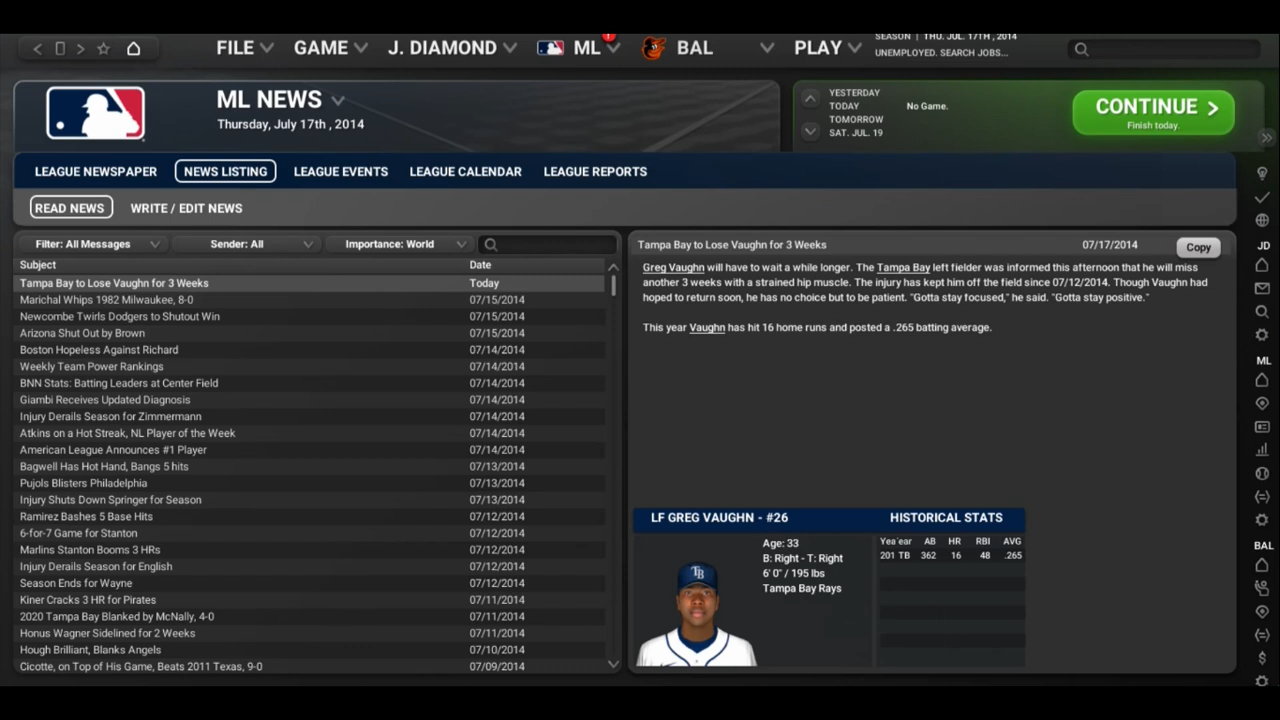 FILE GAME J. DIAMOND ML BAL PLAY
SEASON | THU. JUL. 17TH , 2014
UNEMPLOYED. SEARCH JOBS...
ML NEWS
Thursday, July 17th , 2014
YESTERDAY
TODAY No Game.
TOMORROW
SAT. JUL. 19
CONTINUE
Finish today.
LEAGUE NEWSPAPER NEWS LISTING LEAGUE EVENTS LEAGUE CALENDAR LEAGUE REPORTS
READ NEWS WRITE / EDIT NEWS
Filter: All Messages Sender: All Importance: World
Subject Date
Tampa Bay to Lose Vaughn for 3 Weeks Today
Marichal Whips 1982 Milwaukee, 8-0 07/15/2014
Newcombe Twirls Dodgers to Shutout Win 07/15/2014
Arizona Shut Out by Brown 07/15/2014
Boston Hopeless Against Richard 07/14/2014
Weekly Team Power Rankings 07/14/2014
BNN Stats: Batting Leaders at Center Field 07/14/2014
Giambi Receives Updated Diagnosis 07/14/2014
Injury Derails Season for Zimmermann 07/14/2014
Atkins on a Hot Streak, NL Player of the Week 07/14/2014
American League Announces #1 Player 07/14/2014
Bagwell Has Hot Hand, Bangs 5 hits 07/13/2014
Pujols Blisters Philadelphia 07/13/2014
Injury Shuts Down Springer for Season 07/13/2014
Ramirez Bashes 5 Base Hits 07/12/2014
6-for-7 Game for Stanton 07/12/2014
Marlins Stanton Booms 3 HRs 07/12/2014
Injury Derails Season for English 07/12/2014
Season Ends for Wayne 07/12/2014
Kiner Cracks 3 HR for Pirates 07/11/2014
2020 Tampa Bay Blanked by McNally, 4-0 07/11/2014
Honus Wagner Sidelined for 2 Weeks 07/11/2014
Hough Brilliant, Blanks Angels 07/10/2014
Cicotte, on Top of His Game, Beats 2011 Texas, 9-0 07/09/2014
Tampa Bay to Lose Vaughn for 3 Weeks 07/17/2014 Copy
Greg Vaughn will have to wait a while longer. The Tampa Bay left fielder was informed this afternoon that he will miss
another 3 weeks with a strained hip muscle. The injury has kept him off the field since 07/12/2014. Though Vaughn had
hoped to return soon, he has no choice but to be patient. "Gotta stay focused," he said. "Gotta stay positive."
This year Vaughn has hit 16 home runs and posted a .265 batting average.
LF GREG VAUGHN - #26 HISTORICAL STATS
Age: 33
B: Right - T: Right
6' 0" / 195 lbs
Tampa Bay Rays
Yea'ear AB HR RBI AVG
201 TB 362 16 48 .265
TB
JD
ML
BAL